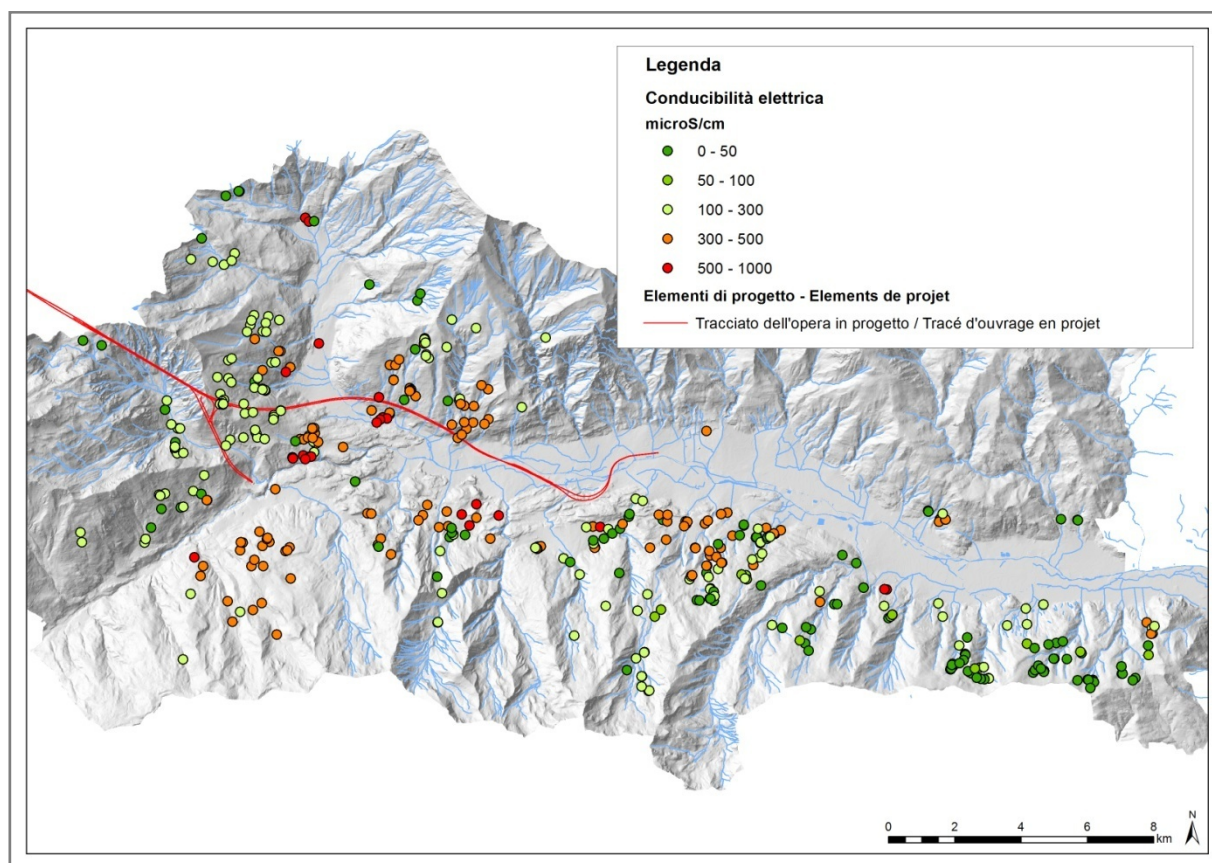 Legenda
Conducibilità elettrica
microS/cm
0 - 50
50 - 100
100 - 300
300 - 500
500 - 1000
Elementi di progetto - Elements de projet
Tracciato dell'opera in progetto / Tracé d'ouvrage en projet
N
0 2 4 6 8
km